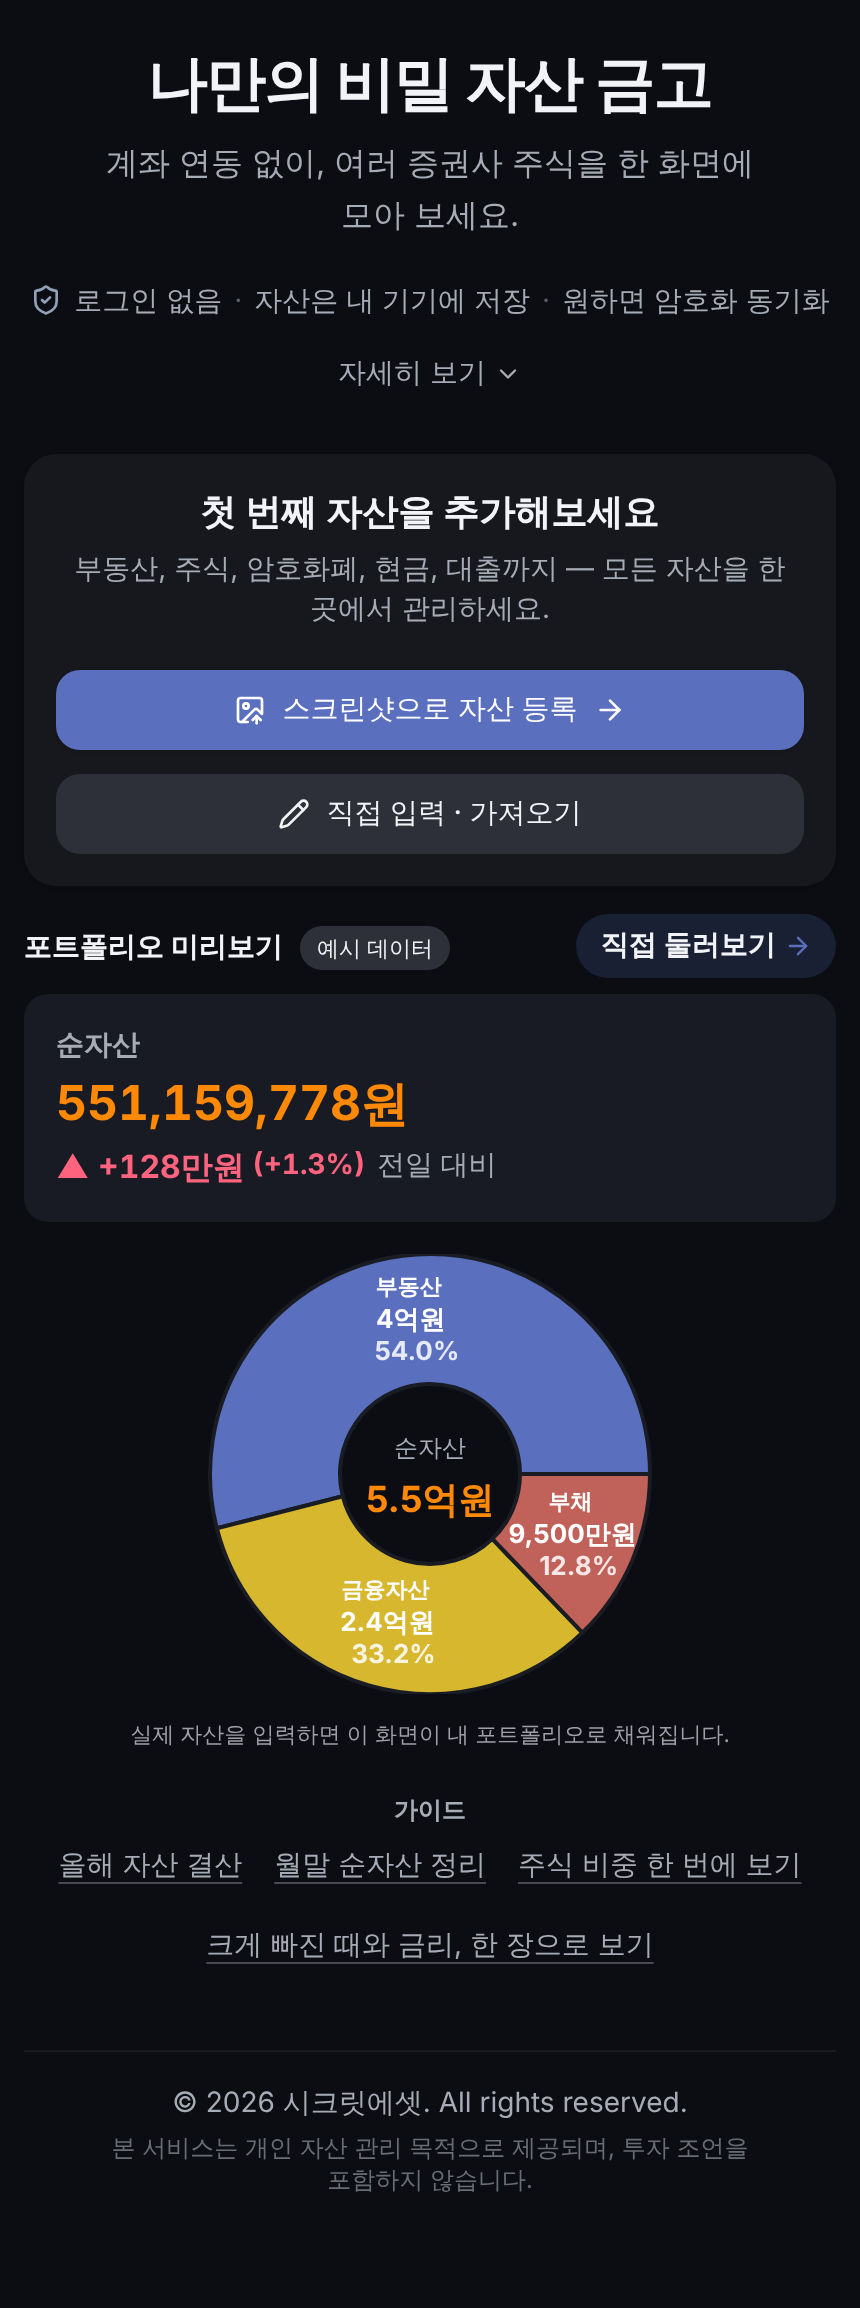 나만의 비밀 자산 금고
계좌 연동 없이, 여러 증권사 주식을 한 화면에
모아 보세요.
로그인 없음 · 자산은 내 기기에 저장 · 원하면 암호화 동기화
자세히 보기
첫 번째 자산을 추가해보세요
부동산, 주식, 암호화폐, 현금, 대출까지 — 모든 자산을 한
곳에서 관리하세요.
스크린샷으로 자산 등록 →
직접 입력 · 가져오기
포트폴리오 미리보기 예시 데이터 직접 둘러보기 →
순자산
551,159,778원
▲ +128만원 (+1.3%) 전일 대비
부동산
4억원
54.0%
순자산
5.5억원
부채
9,500만원
12.8%
금융자산
2.4억원
33.2%
실제 자산을 입력하면 이 화면이 내 포트폴리오로 채워집니다.
가이드
올해 자산 결산 월말 순자산 정리 주식 비중 한 번에 보기
크게 빠진 때와 금리, 한 장으로 보기
© 2026 시크릿에셋. All rights reserved.
본 서비스는 개인 자산 관리 목적으로 제공되며, 투자 조언을
포함하지 않습니다.